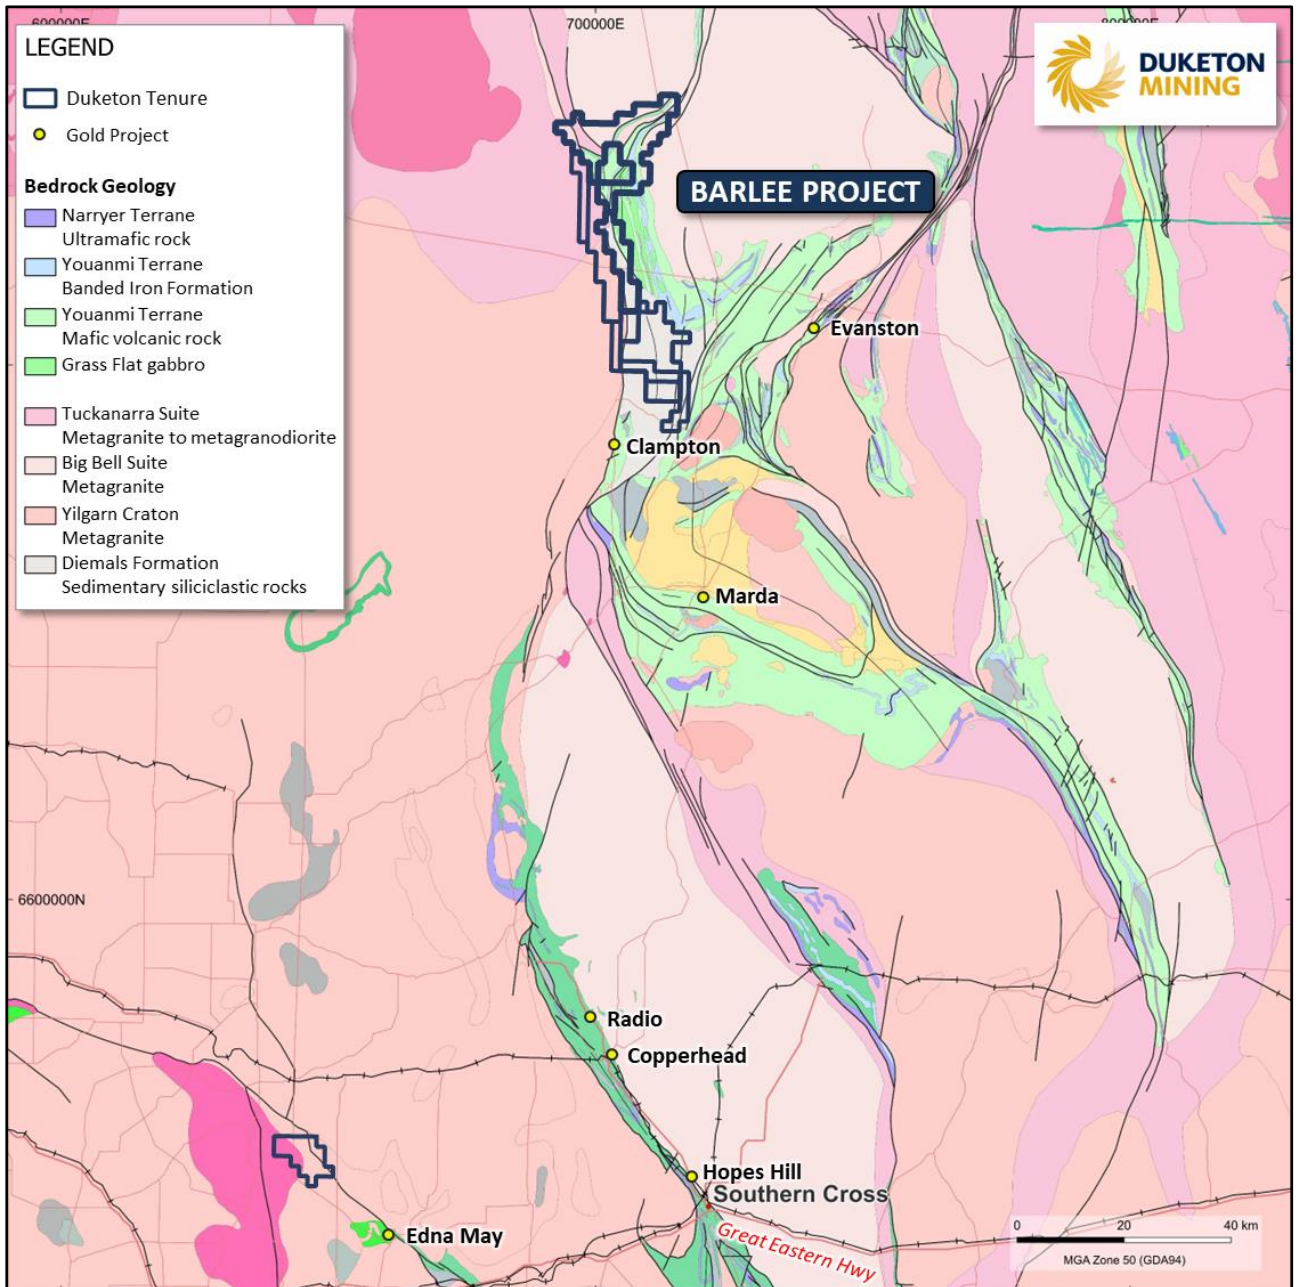 600000E
700000E
800000E
LEGEND
Duketon Tenure
Gold Project
Bedrock Geology
Narryer Terrane
Ultramafic rock
Youanmi Terrane
Banded Iron Formation
Youanmi Terrane
Mafic volcanic rock
Grass Flat gabbro
Tuckanarra Suite
Metagranite to metagranodiorite
Big Bell Suite
Metagranite
Yilgarn Craton
Metagranite
Diemals Formation
Sedimentary siliciclastic rocks
DUKETON
MINING
BARLEE PROJECT
Evanston
Clampton
Marda
6600000N
Radio
Copperhead
Hopes Hill
Southern Cross
Great Eastern Hwy
Edna May
0 20 40 km
MGA Zone 50 (GDA94)